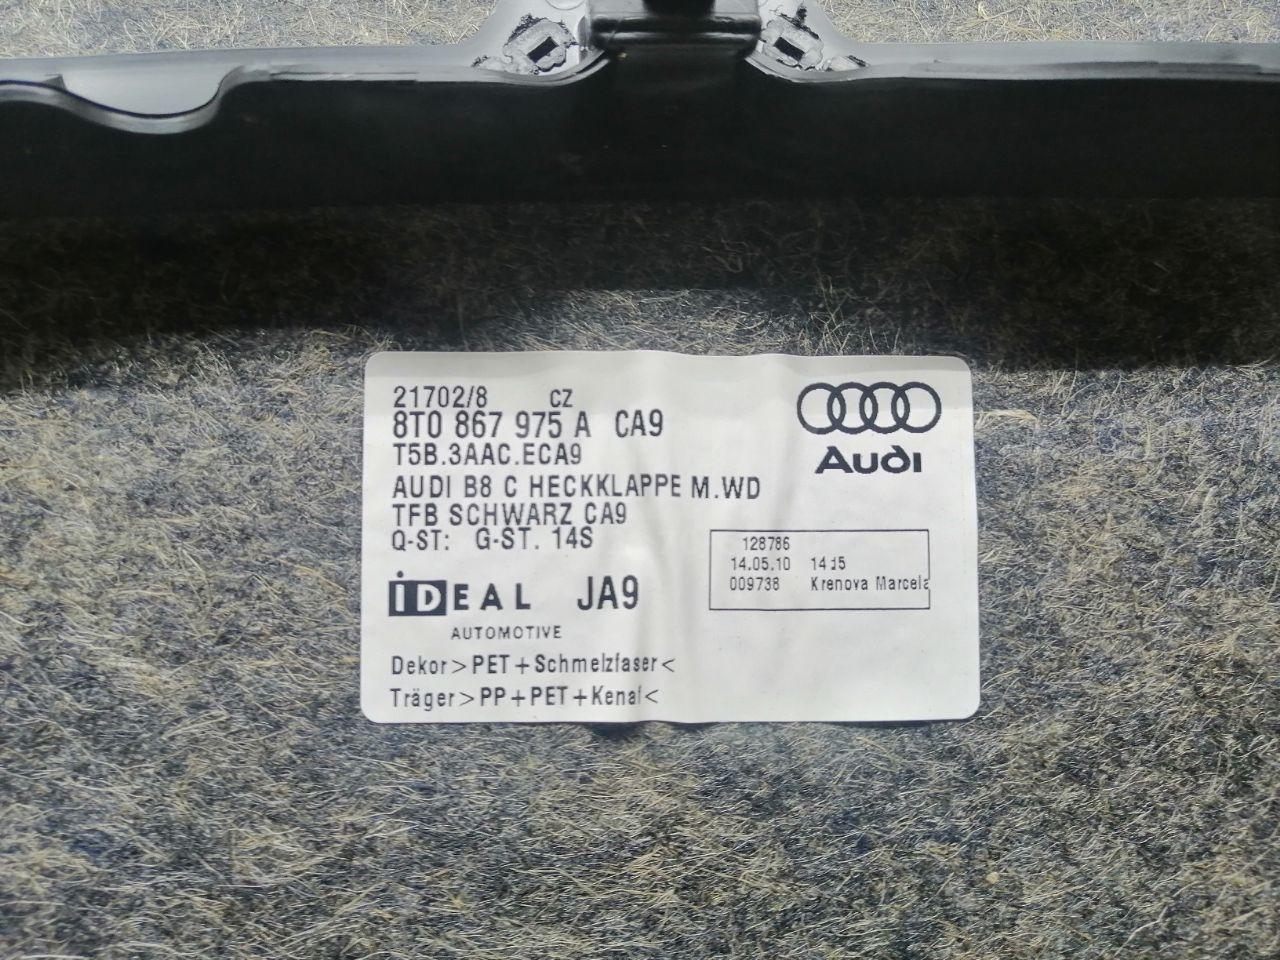 21702/8 CZ
8T0 867 975 A CA9
T5B.3AAC.ECA9
AUDI B8 C HECKKLAPPE M.WD
TFB SCHWARZ CA9
Q-ST: G-ST. 14S
iDEAL JA9
AUTOMOTIVE
Dekor>PET+Schmelzfaser<
Träger>PP+PET+Kenaf<
Audi
128786
14.05.10 14:15
009738 Krenova Marcela